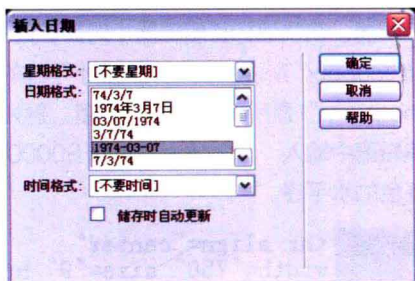 插入日期
星期格式: [不要星期]
确定
日期格式: 74/3/7
取消
1974年3月7日
03/07/1974
帮助
3/7/74
1974-03-07
7/3/74
时间格式: [不要时间]
储存时自动更新